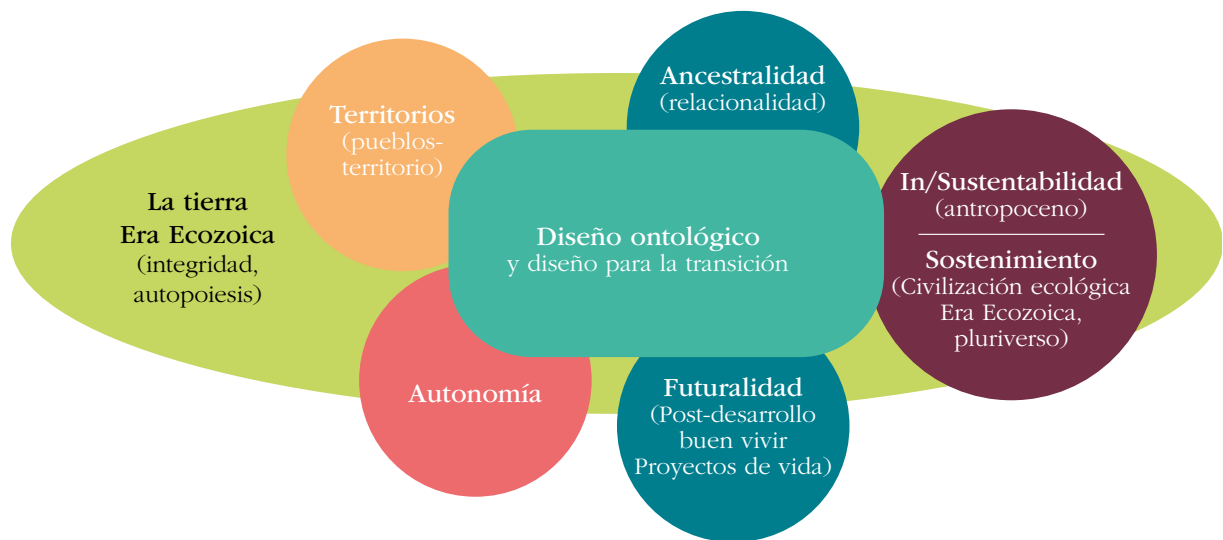 La tierra
Era Ecozoica
(integridad,
autopoiesis)
Territorios
(pueblos-
territorio)
Ancestralidad
(relacionalidad)
Diseño ontológico
y diseño para la transición
In/Sustentabilidad
(antropoceno)
Sostenimiento
(Civilización ecológica
Era Ecozoica,
pluriverso)
Autonomía
Futuralidad
(Post-desarrollo
buen vivir
Proyectos de vida)